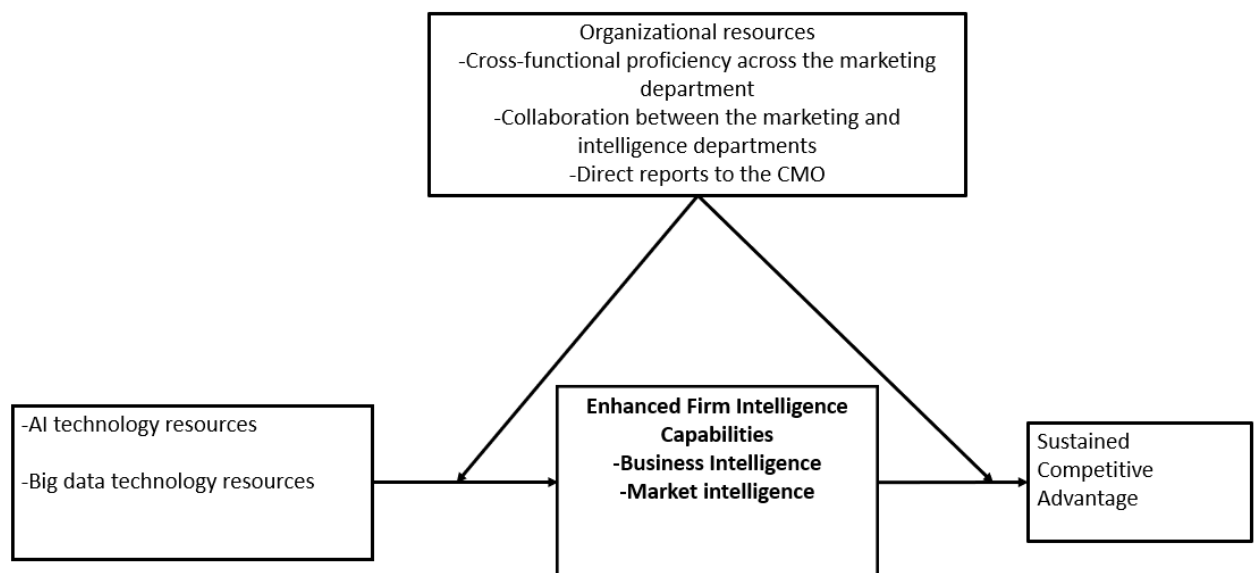 Organizational resources
-Cross-functional proficiency across the marketing
department
-Collaboration between the marketing and
intelligence departments
-Direct reports to the CMO
-AI technology resources
-Big data technology resources
Enhanced Firm Intelligence
Capabilities
-Business Intelligence
-Market intelligence
Sustained
Competitive
Advantage